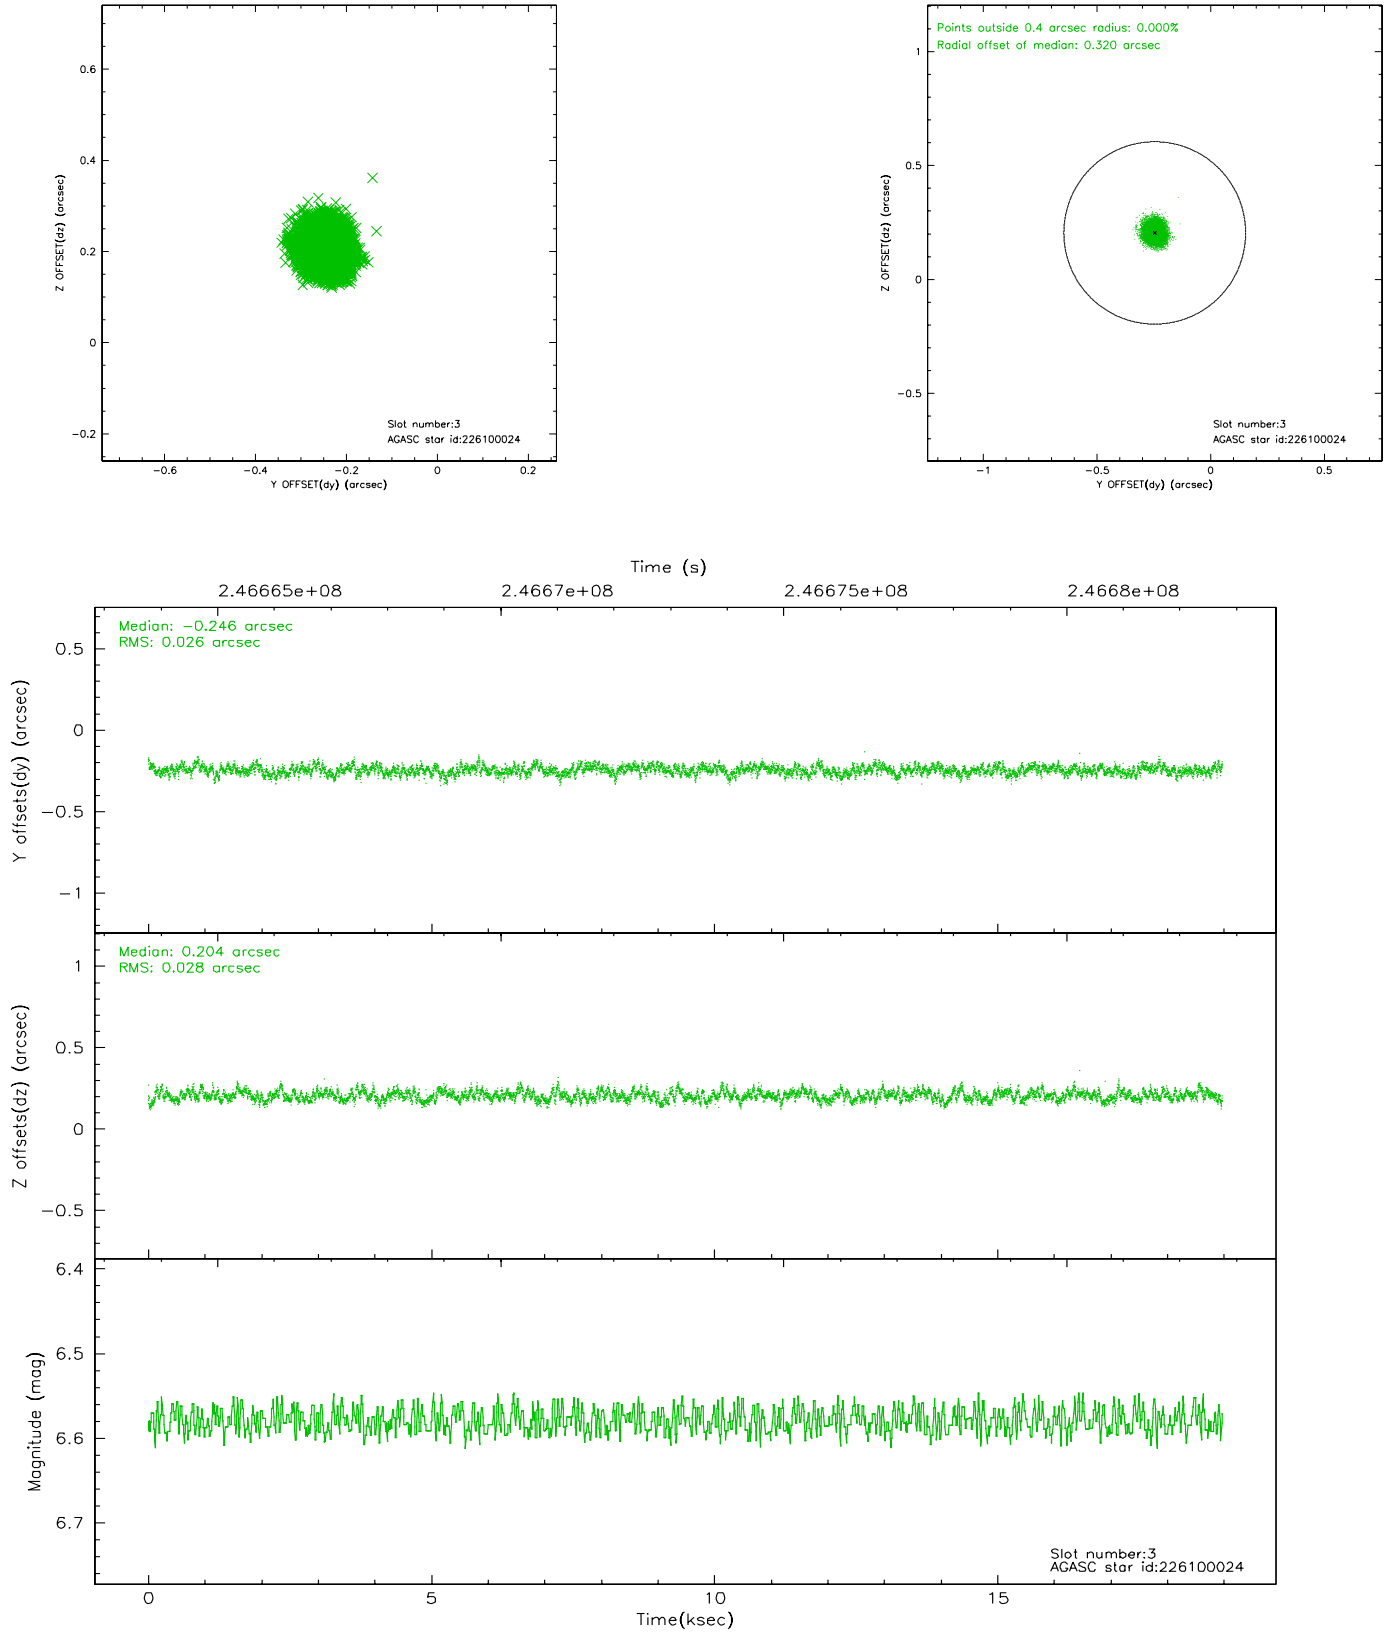 0.6
0.4
0.2
0
−0.2
Z OFFSET(dz) (arcsec)
−0.6
−0.4
−0.2
0
0.2
Y OFFSET(dy) (arcsec)
Slot number:3
AGASC star id:226100024
Points outside 0.4 arcsec radius: 0.000%
Radial offset of median: 0.320 arcsec
1
0.5
0
−0.5
Z OFFSET(dz) (arcsec)
−1
−0.5
0
0.5
Y OFFSET(dy) (arcsec)
Slot number:3
AGASC star id:226100024
Time (s)
2.46665e+08
2.4667e+08
2.46675e+08
2.4668e+08
Median: −0.246 arcsec
RMS: 0.026 arcsec
0.5
0
−0.5
−1
Y offsets(dy) (arcsec)
Median: 0.204 arcsec
RMS: 0.028 arcsec
1
0.5
0
−0.5
Z offsets(dz) (arcsec)
6.4
6.5
6.6
6.7
Magnitude (mag)
Slot number:3
AGASC star id:226100024
0
5
10
15
Time(ksec)